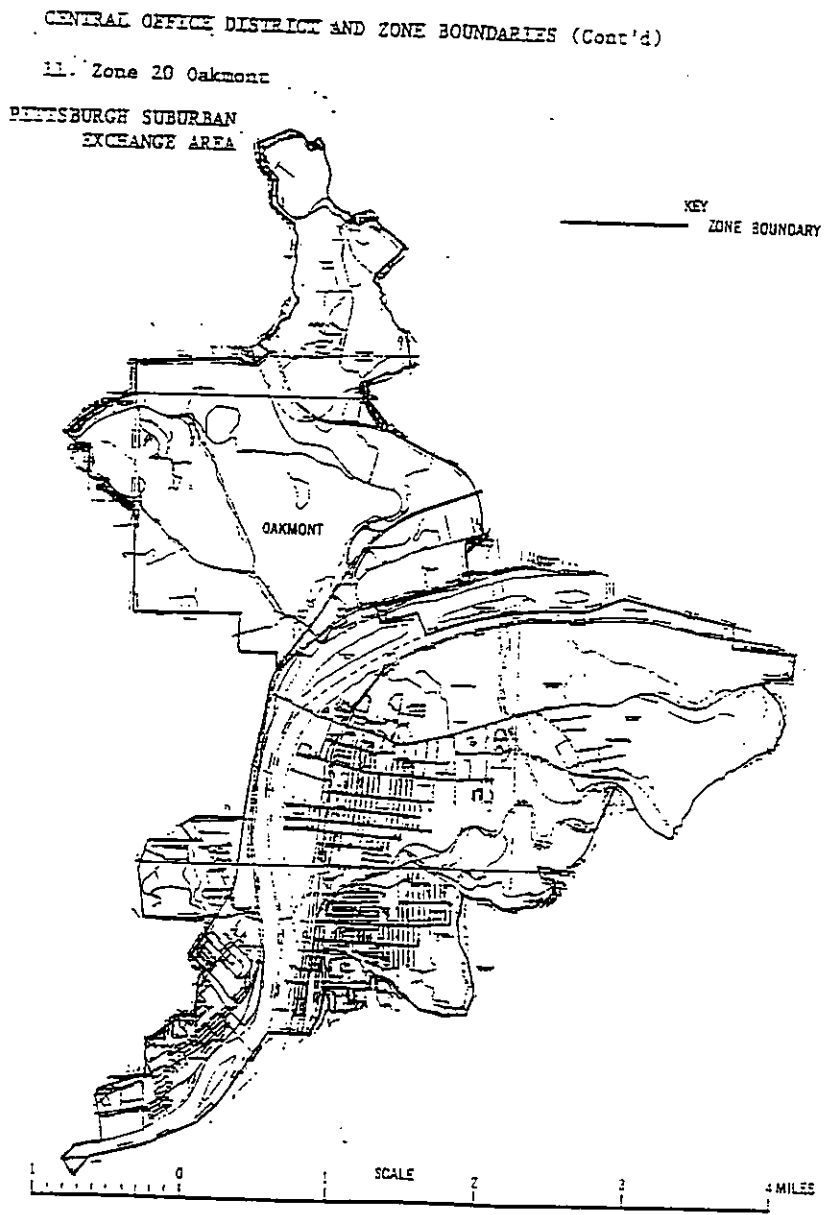 CENTRAL OFFICE DISTRICT AND ZONE BOUNDARIES (Cont'd)
11. Zone 20 Oakmont
PITTSBURGH SUBURBAN
EXCHANGE AREA
KEY
ZONE BOUNDARY
OAKMONT
SCALE
1 0 1 2 3 4 MILES